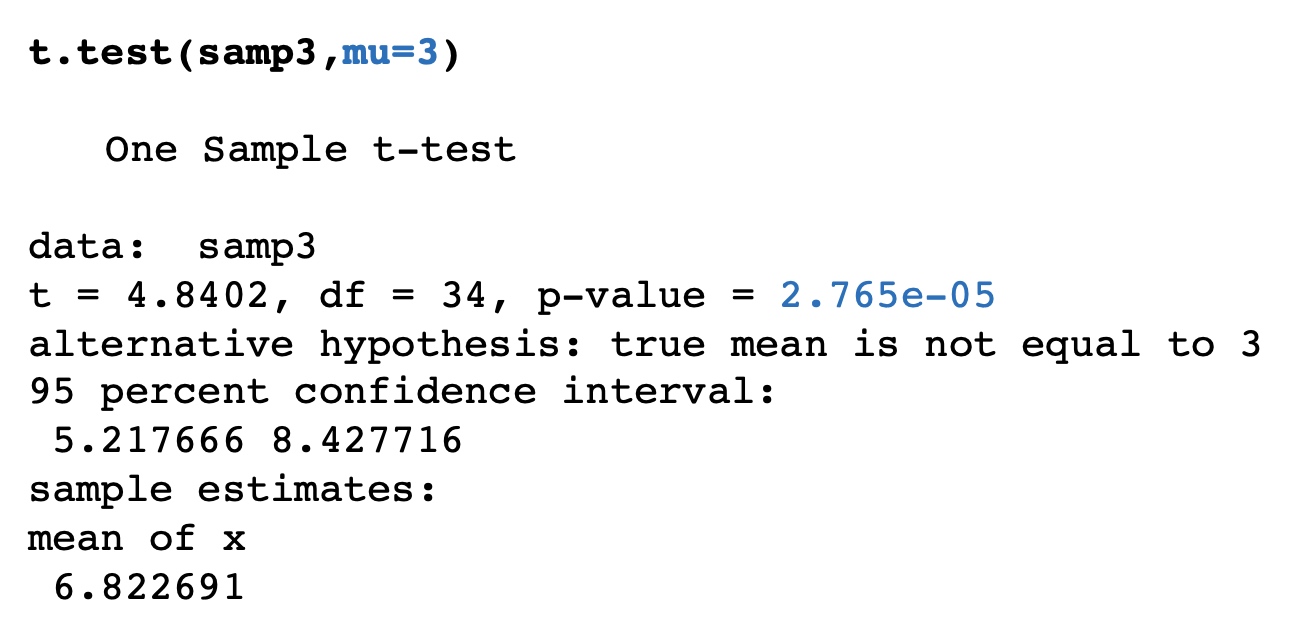 t.test(samp3,mu=3)
One Sample t-test
data:  samp3
t = 4.8402, df = 34, p-value = 2.765e-05
alternative hypothesis: true mean is not equal to 3
95 percent confidence interval:
5.217666 8.427716
sample estimates:
mean of x
6.822691